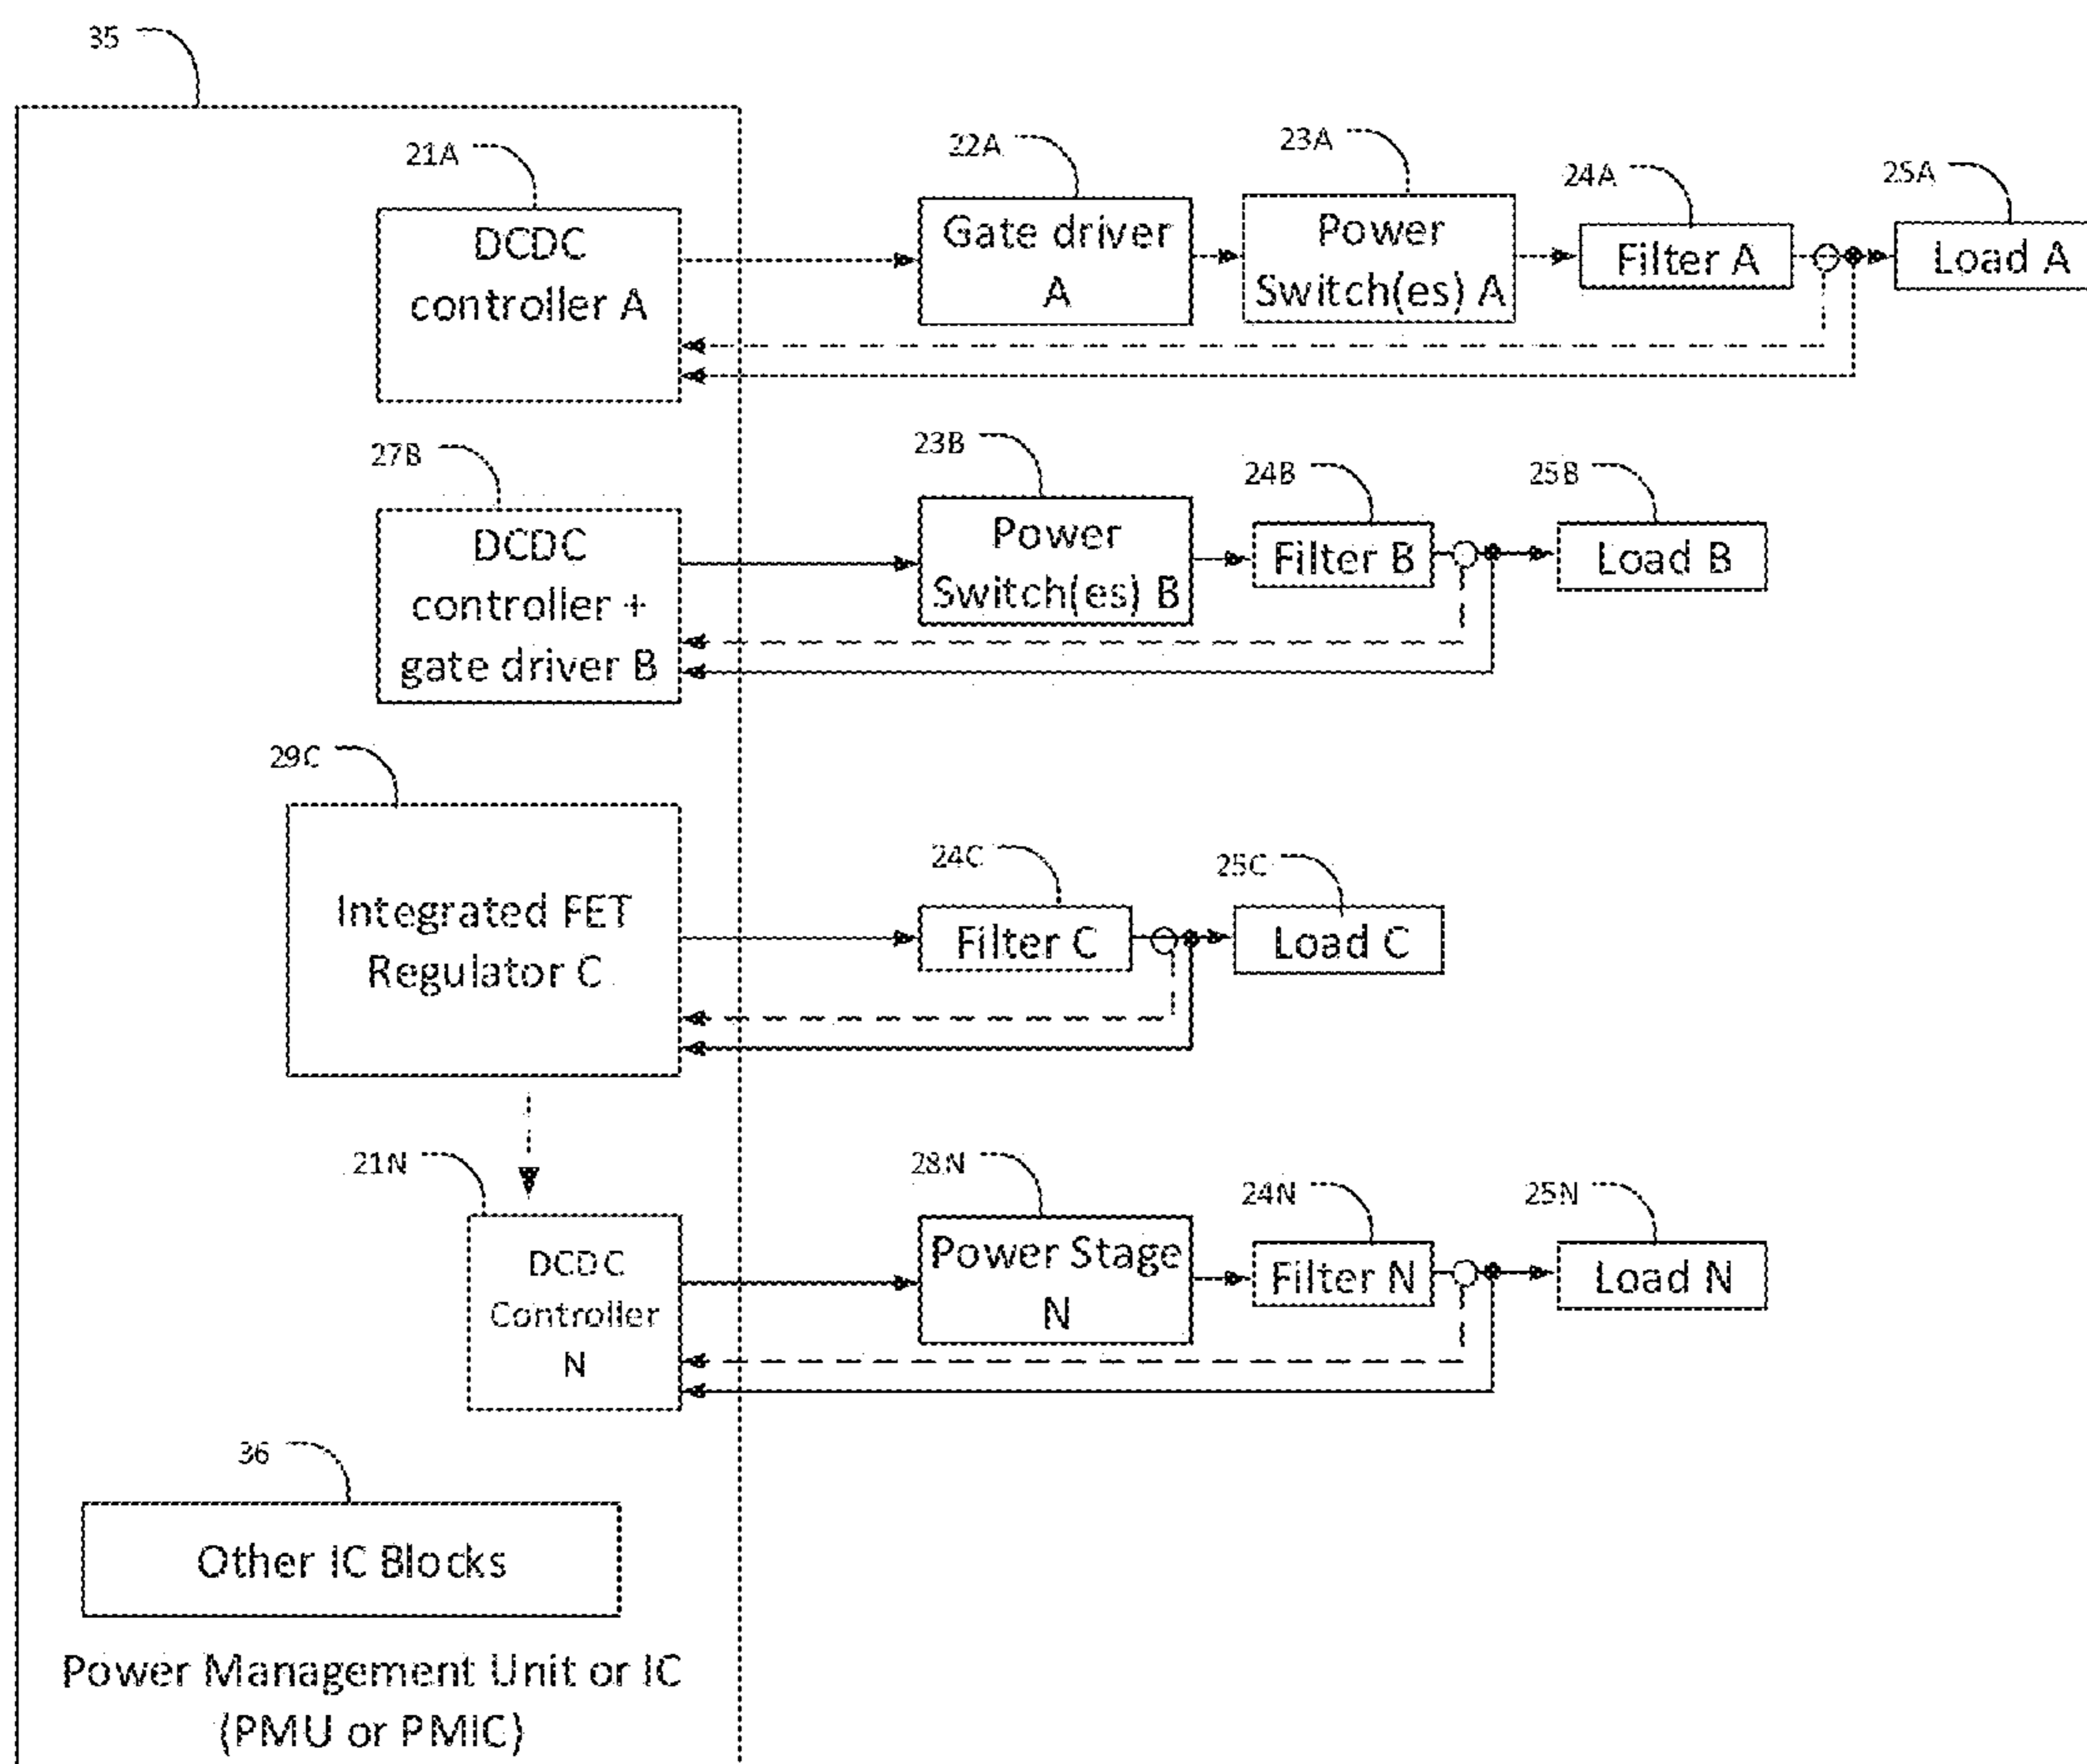 35
21A
DCDC
controller A
22A
Gate driver
A
23A
Power
Switch(es) A
24A
Filter A
25A
Load A
27B
DCDC
controller +
gate driver B
23B
Power
Switch(es) B
24B
Filter B
25B
Load B
29C
Integrated FET
Regulator C
24C
Filter C
25C
Load C
21N
DCDC
Controller
N
28N
Power Stage
N
24N
Filter N
25N
Load N
36
Other IC Blocks
Power Management Unit or IC
(PMU or PMIC)